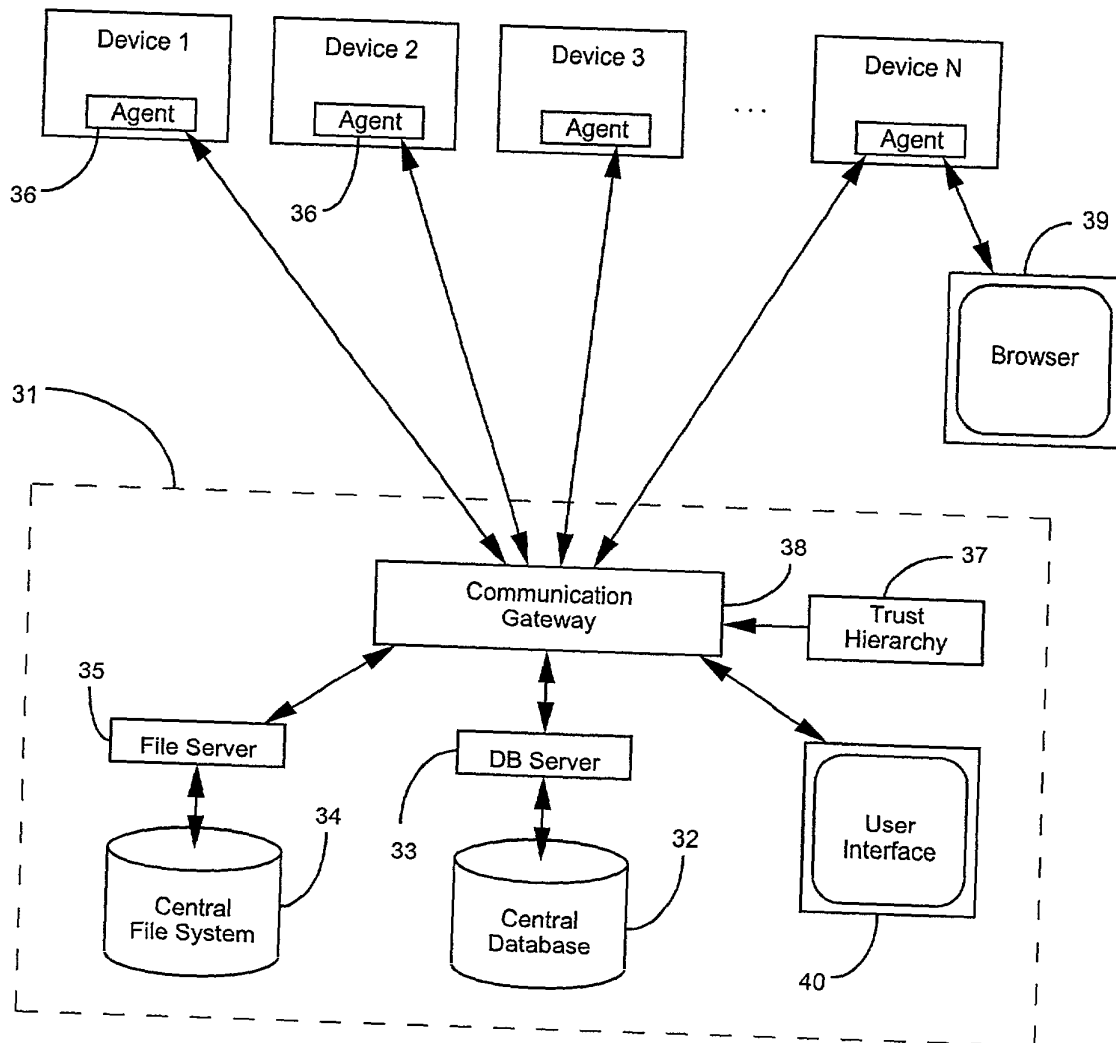 Device 1
Device 2
Device 3
Device N
Agent
Agent
Agent
. . .
Agent
36
36
39
Browser
31
Communication
Gateway
38
37
Trust
Hierarchy
35
File Server
DB Server
33
34
32
User
Interface
Central
File System
Central
Database
40